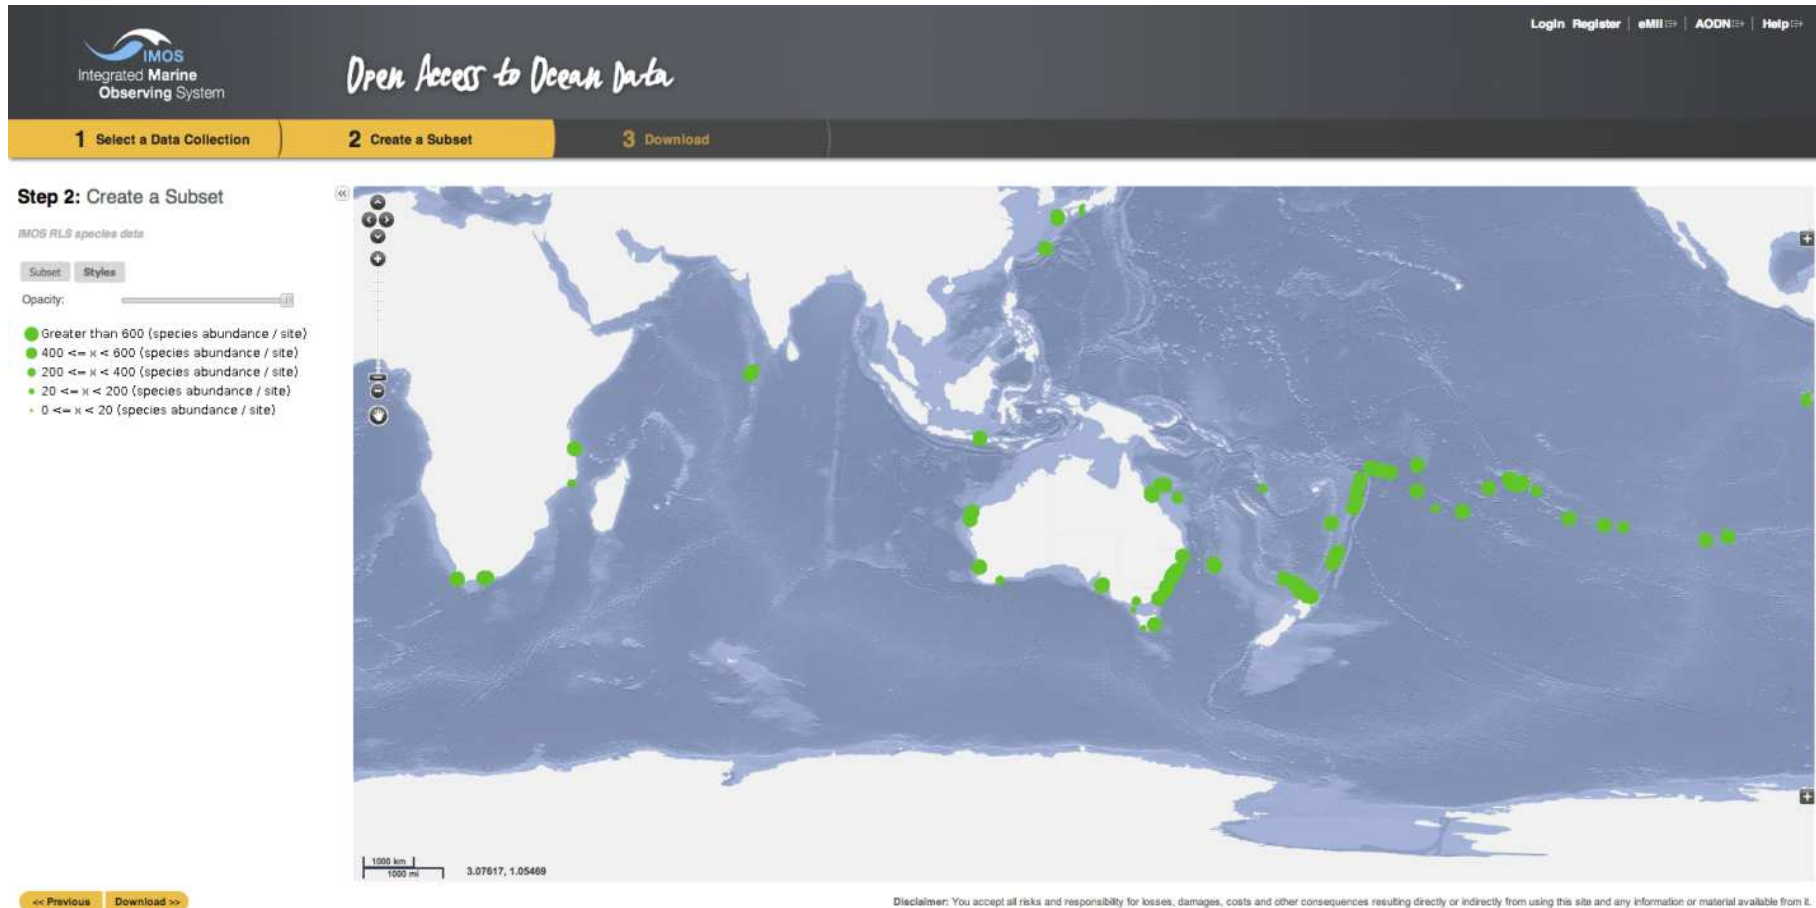 Login Register | eMII | AODN | Help
IMOS
Integrated Marine
Observing System
Open Access to Ocean Data
1 Select a Data Collection
2 Create a Subset
3 Download
Step 2: Create a Subset
IMOS RLS species data
Subset Styles
Opacity:
Greater than 600 (species abundance / site)
400 <= x < 600 (species abundance / site)
200 <= x < 400 (species abundance / site)
20 <= x < 200 (species abundance / site)
0 <= x < 20 (species abundance / site)
1000 km
1000 mi
3.07617, 1.05469
<< Previous
Download >>
Disclaimer: You accept all risks and responsibility for losses, damages, costs and other consequences resulting directly or indirectly from using this site and any information or material available from it.